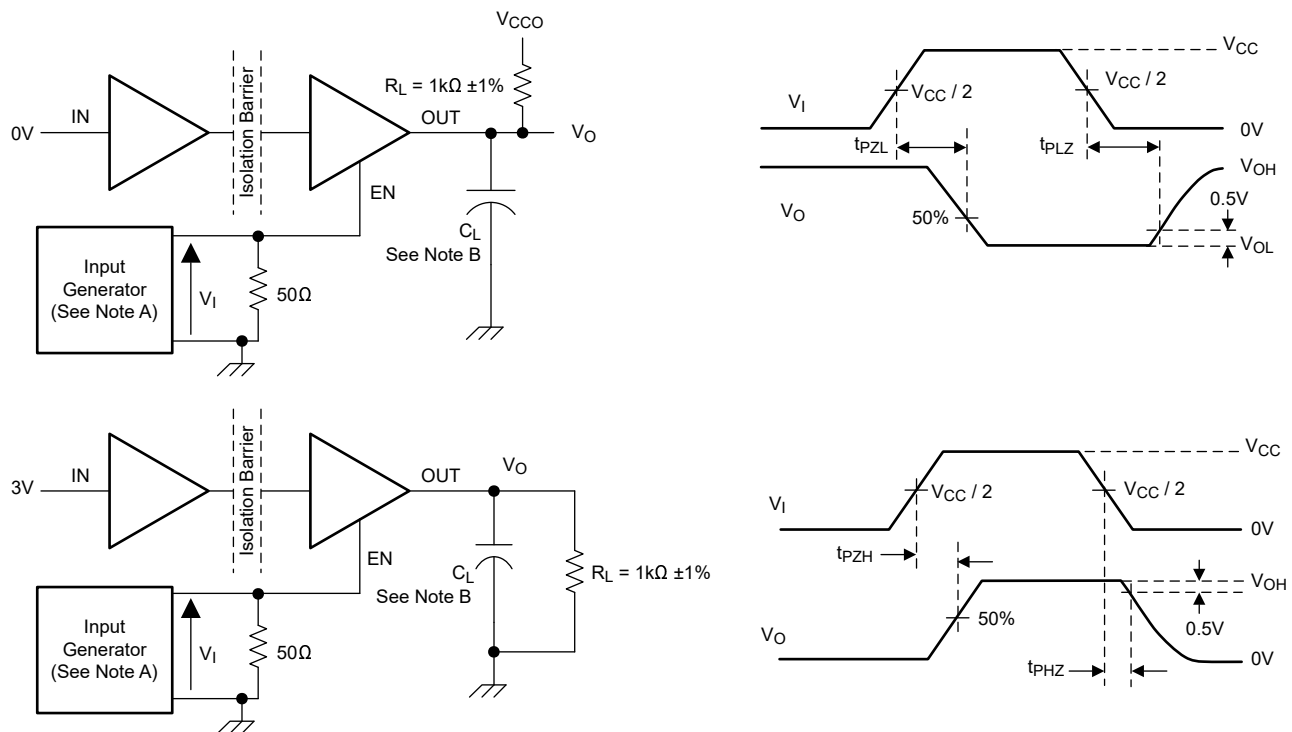 VCCO
RL = 1kΩ ±1%
Isolation Barrier
IN
0V
OUT
VO
EN
CL
See Note B
Input
Generator
(See Note A)
VI
50Ω
VCC
VCC / 2
VCC / 2
VI
0V
tPZL
tPLZ
VOH
0.5V
VO
50%
VOL
Isolation Barrier
IN
3V
OUT
VO
EN
CL
See Note B
RL = 1kΩ ±1%
Input
Generator
(See Note A)
VI
50Ω
VCC
VI
VCC / 2
VCC / 2
0V
tPZH
VOH
50%
0.5V
VO
0V
tPHZ